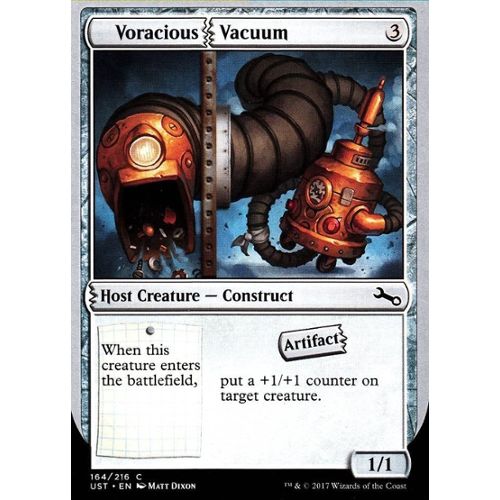 Voracious Vacuum 3
Host Creature — Construct
Artifact
When this
creature enters
the battlefield,
put a +1/+1 counter on
target creature.
1/1
164/216 C
UST • EN Matt Dixon
™ & © 2017 Wizards of the Coast